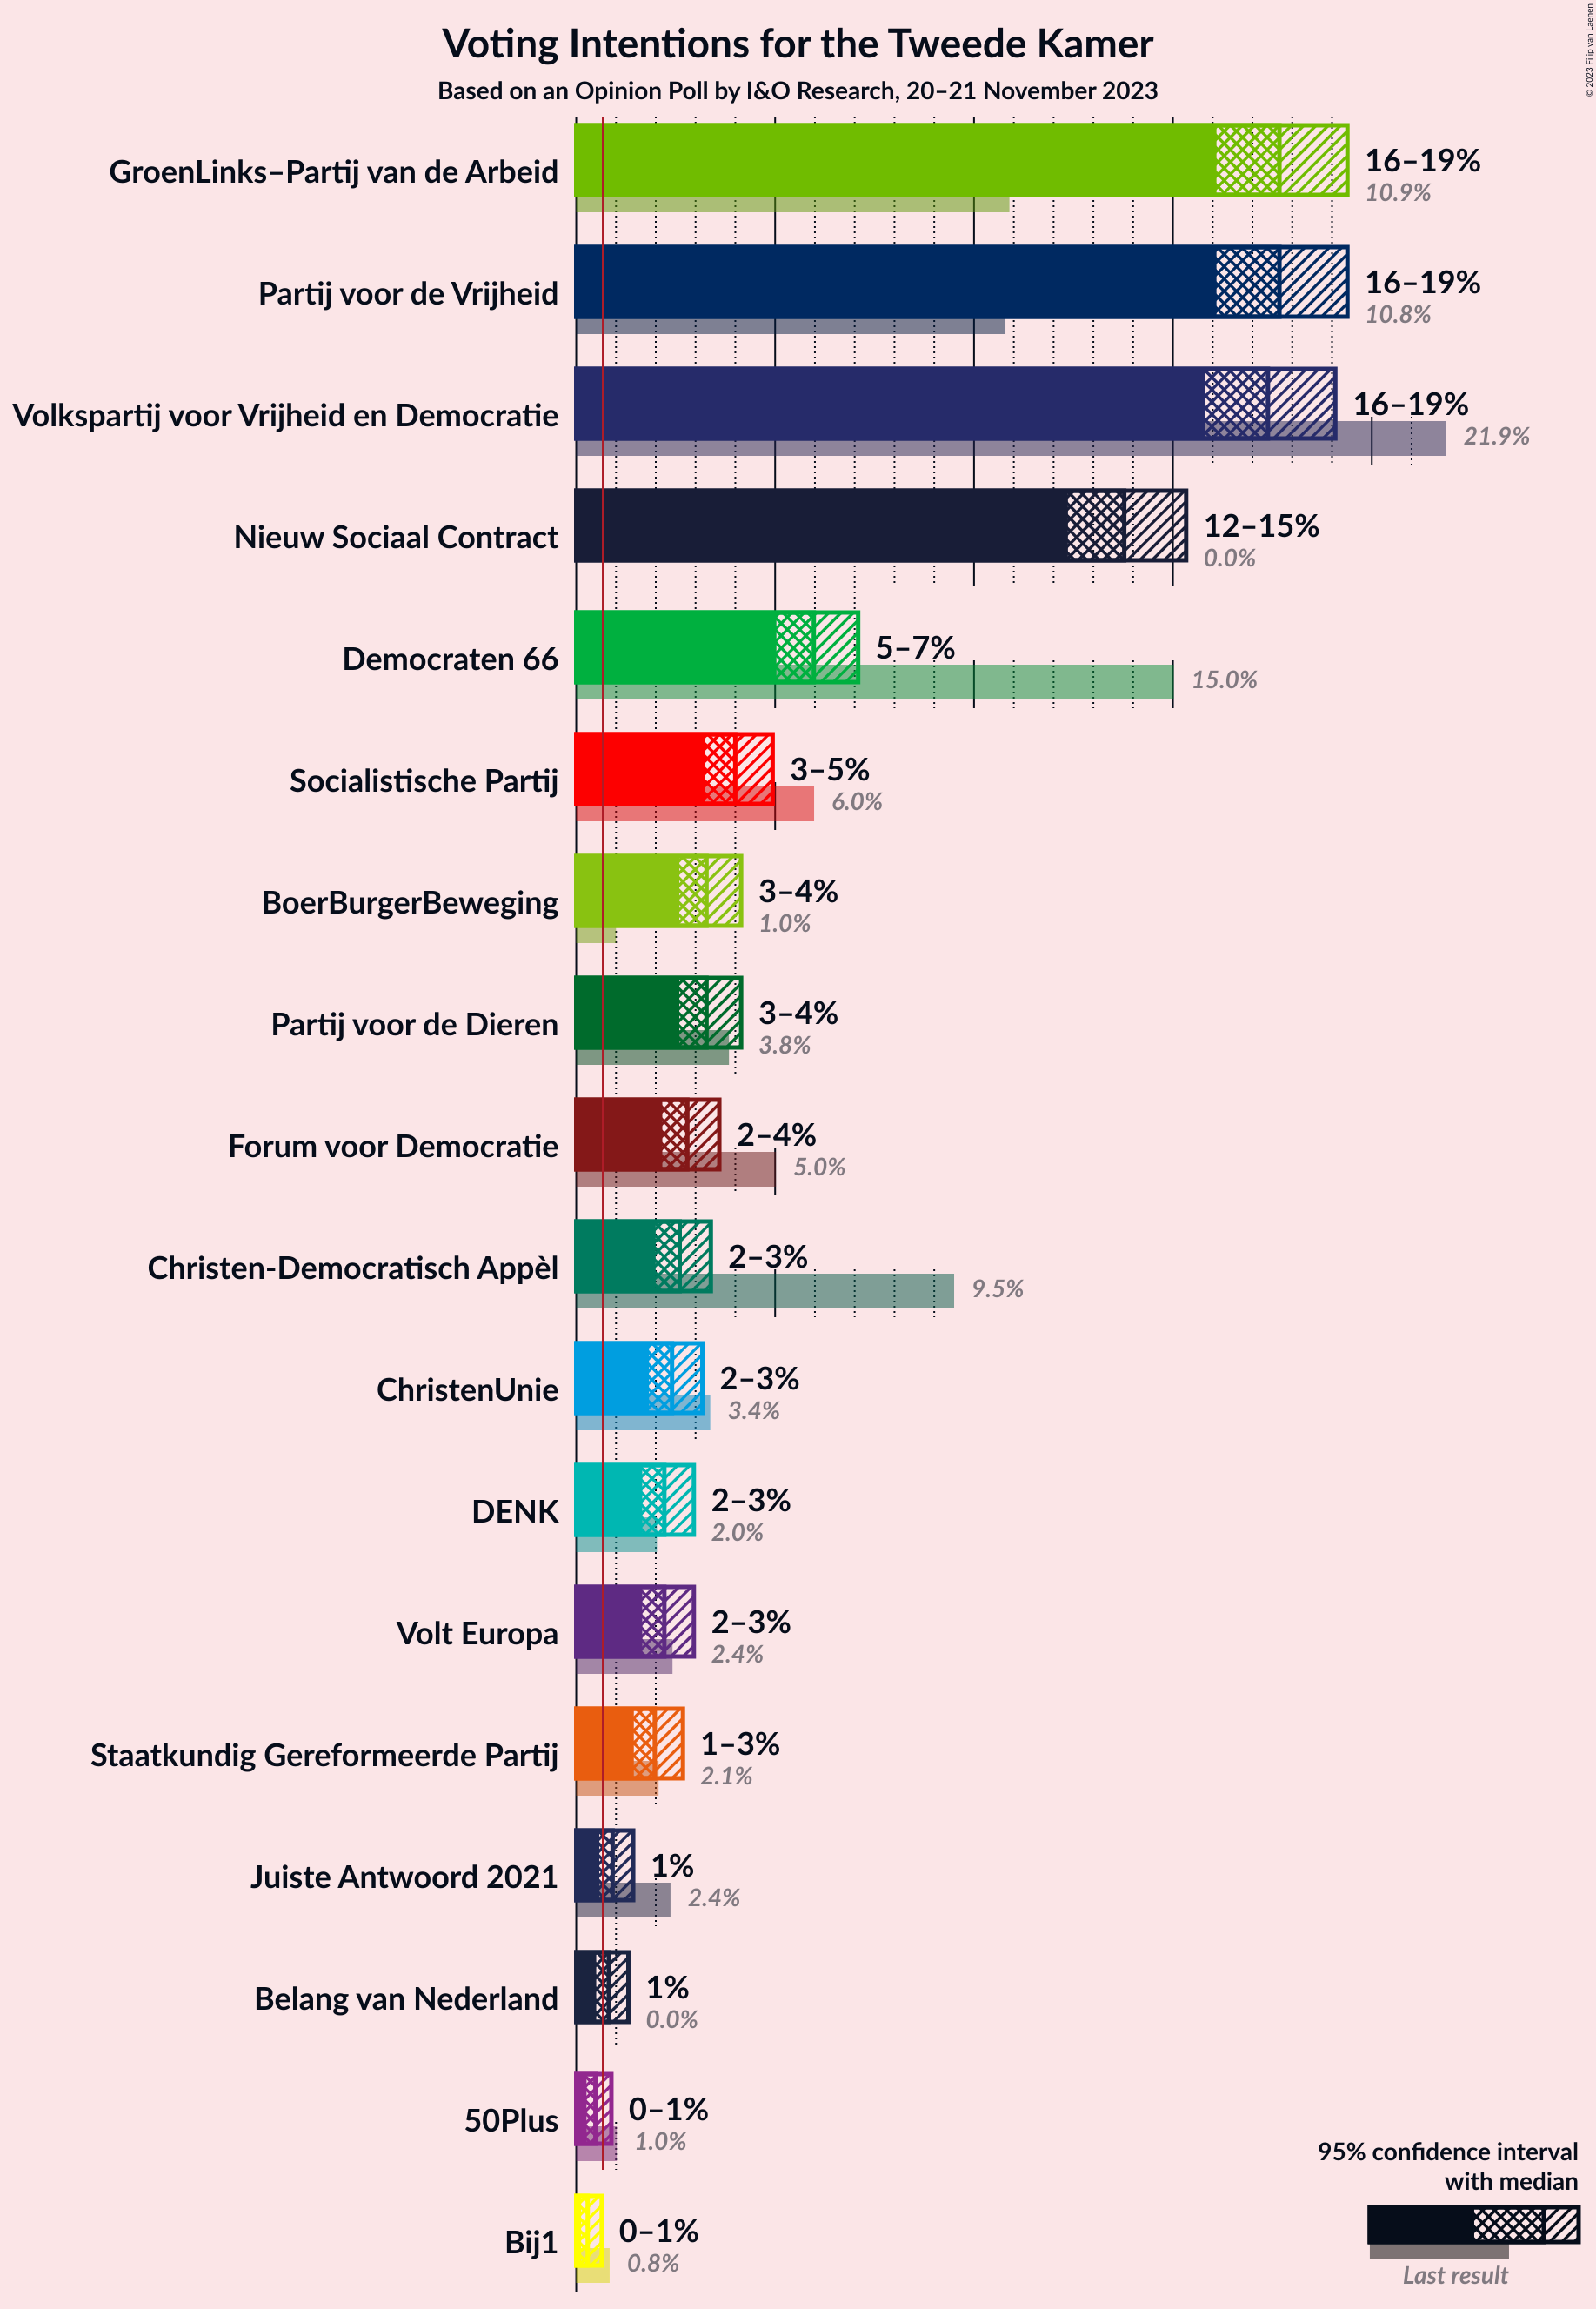 © 2023 Filip van Laenen
Voting Intentions for the Tweede Kamer
Based on an Opinion Poll by I&O Research, 20–21 November 2023
GroenLinks–Partij van de Arbeid
16–19%
10.9%
Partij voor de Vrijheid
16–19%
10.8%
Volkspartij voor Vrijheid en Democratie
16–19%
21.9%
Nieuw Sociaal Contract
12–15%
0.0%
Democraten 66
5–7%
15.0%
Socialistische Partij
3–5%
6.0%
BoerBurgerBeweging
3–4%
1.0%
Partij voor de Dieren
3–4%
3.8%
Forum voor Democratie
2–4%
5.0%
Christen-Democratisch Appèl
2–3%
9.5%
ChristenUnie
2–3%
3.4%
DENK
2–3%
2.0%
Volt Europa
2–3%
2.4%
Staatkundig Gereformeerde Partij
1–3%
2.1%
Juiste Antwoord 2021
1%
2.4%
Belang van Nederland
1%
0.0%
50Plus
0–1%
1.0%
Bij1
0–1%
0.8%
95% confidence interval
with median
Last result